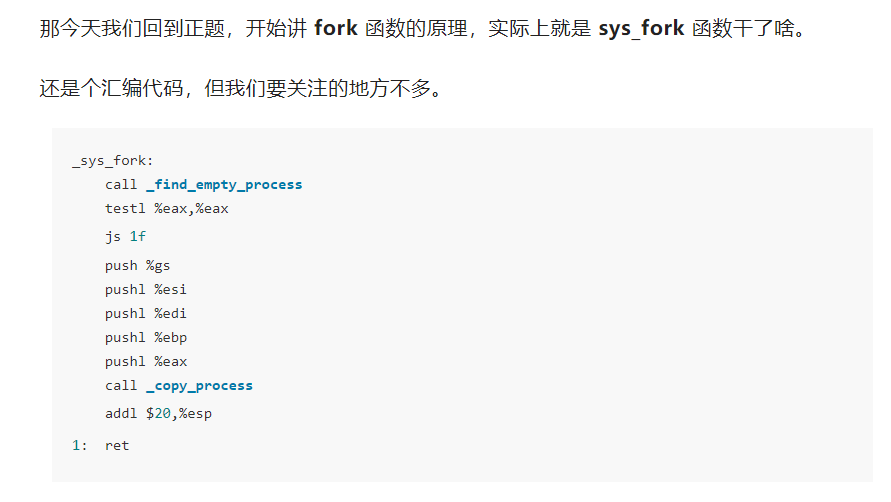 那今天我们回到正题，开始讲 fork 函数的原理，实际上就是 sys_fork 函数干了啥。
还是个汇编代码，但我们要关注的地方不多。
_sys_fork:
    call _find_empty_process
    testl %eax,%eax
    js 1f
    push %gs
    pushl %esi
    pushl %edi
    pushl %ebp
    pushl %eax
    call _copy_process
    addl $20,%esp
1:  ret